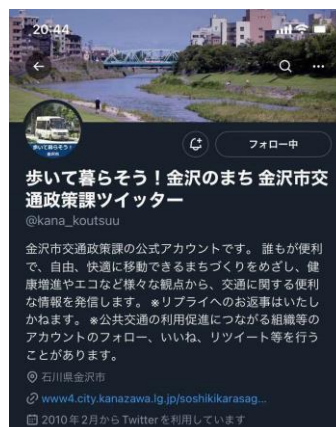 20:44
フォロー中
歩いて暮らそう！
歩いて暮らそう！金沢のまち 金沢市交
通政策課ツイッター
@kana_koutsuu
金沢市交通政策課の公式アカウントです。 誰もが便利
で、自由、快適に移動できるまちづくりをめざし、健
康増進やエコなど様々な観点から、交通に関する便利
な情報を発信します。 ※リプライへのお返事はいたし
かねます。 ※公共交通の利用促進につながる組織等の
アカウントのフォロー、いいね、リツイート等を行う
ことがあります。
石川県金沢市
www4.city.kanazawa.lg.jp/soshikikarasag...
2010年2月からTwitterを利用しています